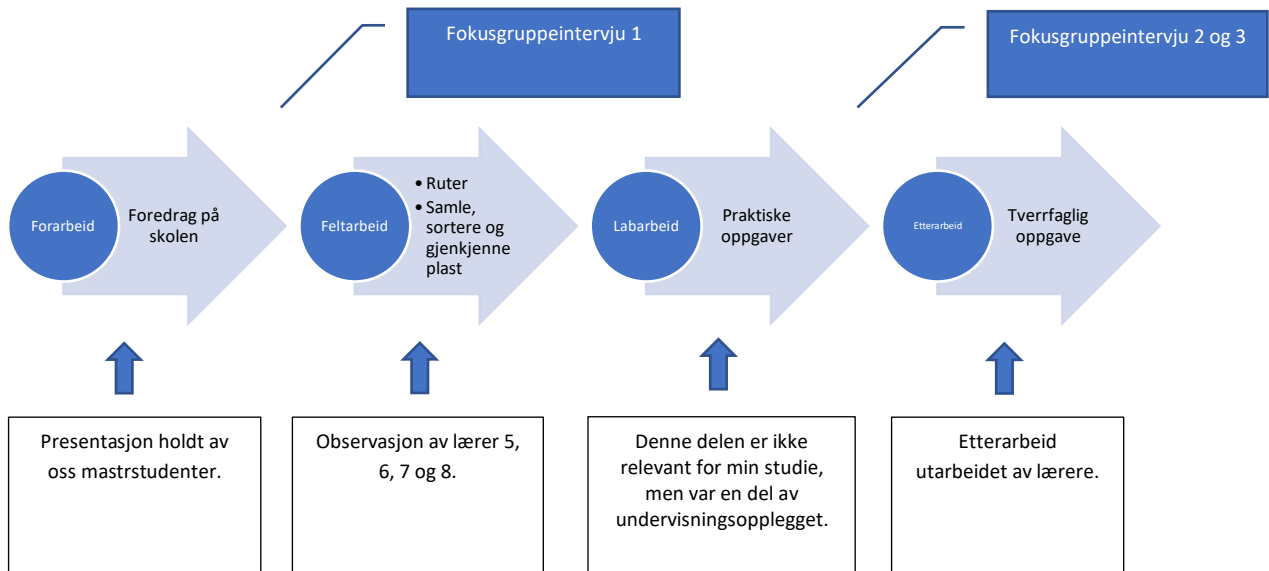 Fokusgruppeintervju 1
Fokusgruppeintervju 2 og 3
Forarbeid
Foredrag på
skolen
Feltarbeid
• Ruter
• Samle,
sortere og
gjenkjenne
plast
Labarbeid
Praktiske
oppgaver
Etterarbeid
Tverrfaglig
oppgave
Presentasjon holdt av
oss mastrstudenter.
Observasjon av lærer 5,
6, 7 og 8.
Denne delen er ikke
relevant for min studie,
men var en del av
undervisningsopplegget.
Etterarbeid
utarbeidet av lærere.